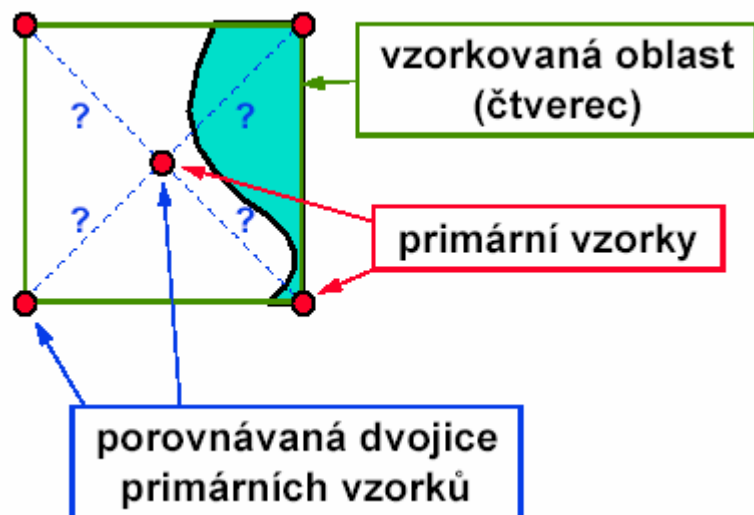 vzorkovaná oblast
(čtverec)
?
?
?
?
primární vzorky
porovnávaná dvojice
primárních vzorků